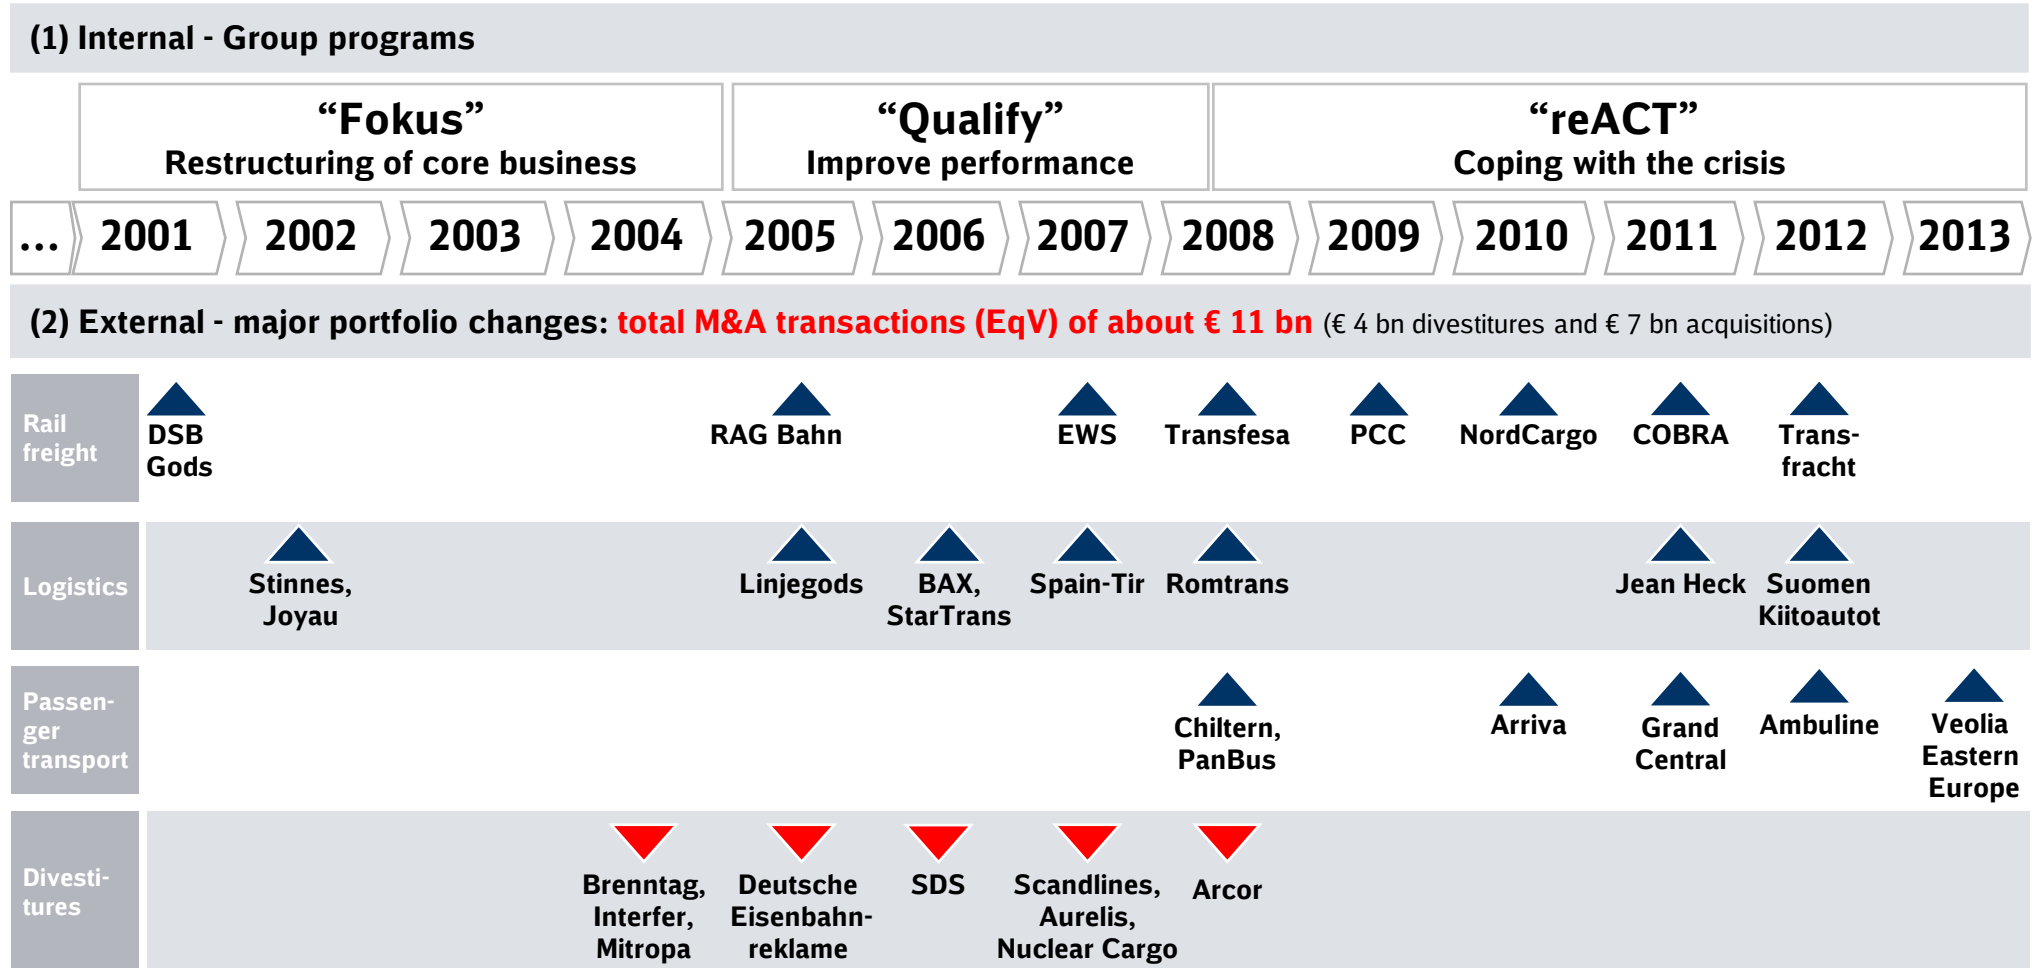 (1) Internal - Group programs
“Fokus”
Restructuring of core business
“Qualify”
Improve performance
“reACT”
Coping with the crisis
... 2001 2002 2003 2004 2005 2006 2007 2008 2009 2010 2011 2012 2013
(2) External - major portfolio changes: total M&A transactions (EqV) of about € 11 bn (€ 4 bn divestitures and € 7 bn acquisitions)
Rail
freight
DSB
Gods
RAG Bahn
EWS
Transfesa
PCC
NordCargo
COBRA
Trans-
fracht
Logistics
Stinnes,
Joyau
Linjegods
BAX,
StarTrans
Spain-Tir
Romtrans
Jean Heck
Suomen
Kiitoautot
Passen-
ger
transport
Chiltern,
PanBus
Arriva
Grand
Central
Ambuline
Veolia
Eastern
Europe
Divesti-
tures
Brenntag,
Interfer,
Mitropa
Deutsche
Eisenbahn-
reklame
SDS
Scandlines,
Aurelis,
Nuclear Cargo
Arcor